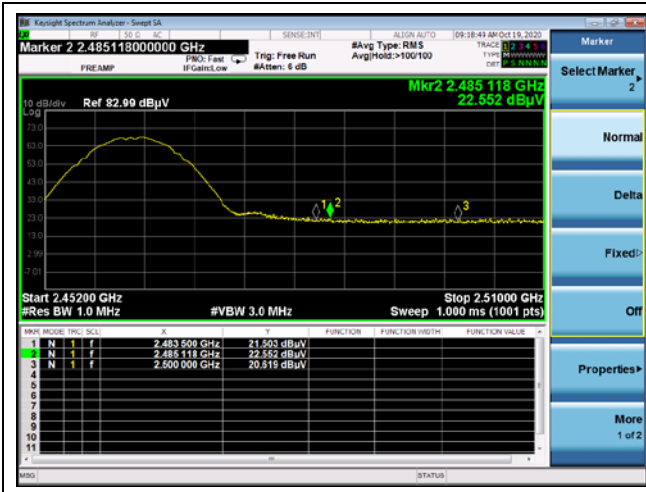 Keysight Spectrum Analyzer - Swept SA
RF 50 Ω AC SENSE:INT ALIGN AUTO 09:18:49 AM Oct 19, 2020
Marker 2 2.485118000000 GHz
PREAMP
PNO: Fast
IFGain:Low
Trig: Free Run
#Atten: 6 dB
#Avg Type: RMS
Avg|Hold:>100/100
TRACE 1 2 3 4 5 6
TYPE MWWWWW
DET P S N N N N
Mkr2 2.485 118 GHz
22.552 dBµV
10 dB/div Ref 82.99 dBµV
Log
73.0
63.0
53.0
43.0
33.0
23.0
13.0
2.99
-7.01
1 2 3
Start 2.45200 GHz Stop 2.51000 GHz
#Res BW 1.0 MHz #VBW 3.0 MHz Sweep 1.000 ms (1001 pts)
MKR MODE TRC SCL X Y FUNCTION FUNCTION WIDTH FUNCTION VALUE
1 N 1 f 2.483 500 GHz 21.503 dBµV
2 N 1 f 2.485 118 GHz 22.552 dBµV
3 N 1 f 2.500 000 GHz 20.619 dBµV
4
5
6
7
8
9
10
11
MSG STATUS
Marker
Select Marker
2
Normal
Delta
Fixed
Off
Properties
More
1 of 2